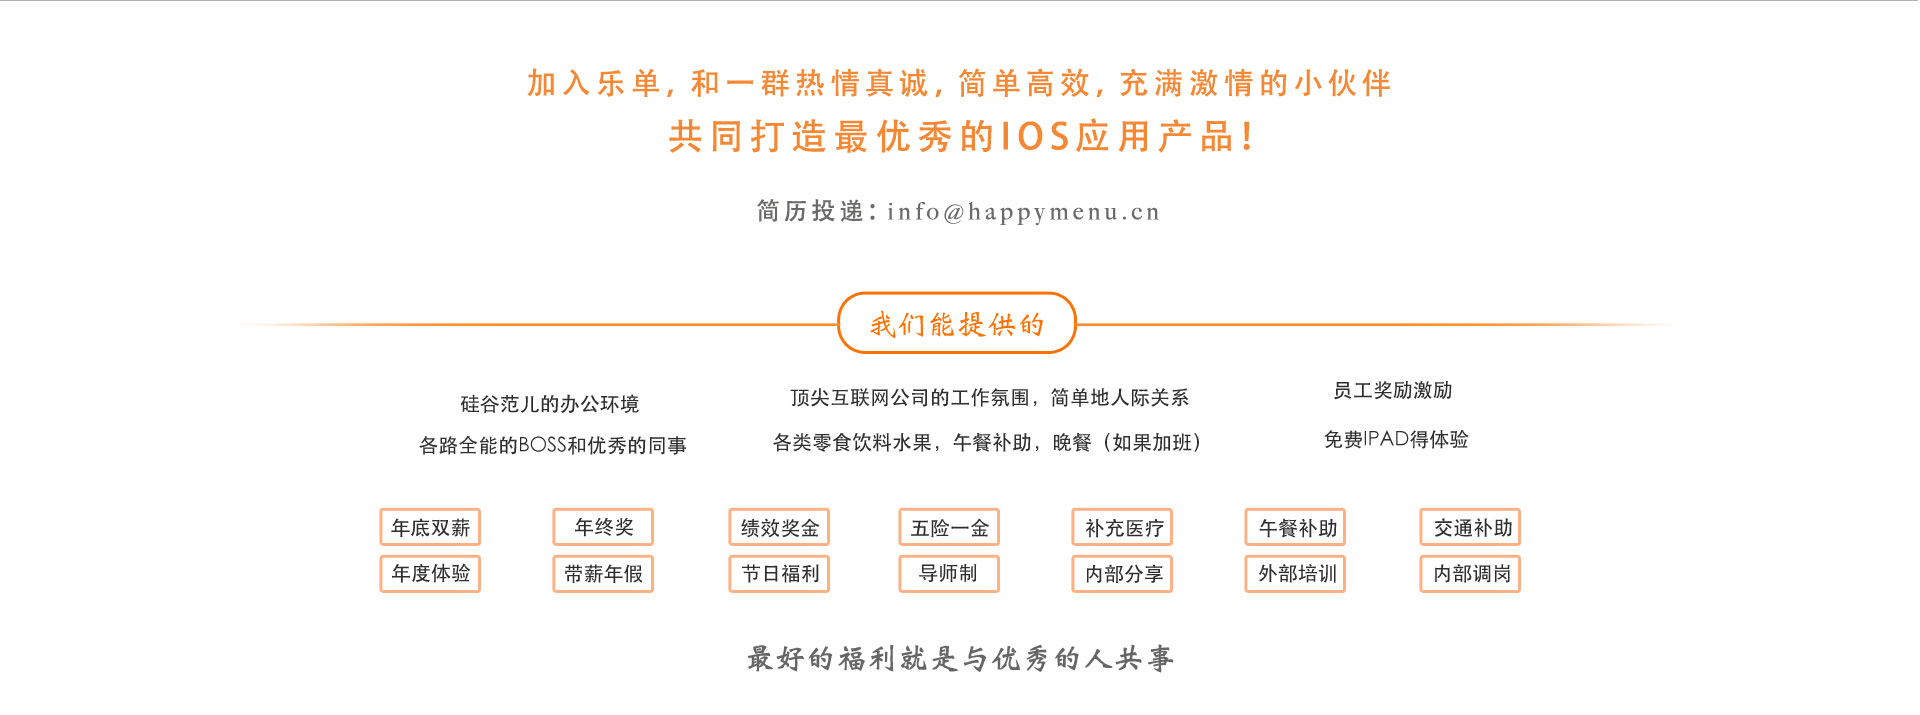 加入乐单，和一群热情真诚，简单高效，充满激情的小伙伴
共同打造最优秀的IOS应用产品！
简历投递：info@happymenu.cn
我们能提供的
硅谷范儿的办公环境
各路全能的BOSS和优秀的同事
顶尖互联网公司的工作氛围，简单地人际关系
各类零食饮料水果，午餐补助，晚餐（如果加班）
员工奖励激励
免费IPAD得体验
年底双薪 年终奖 绩效奖金 五险一金 补充医疗 午餐补助 交通补助
年度体验 带薪年假 节日福利 导师制 内部分享 外部培训 内部调岗
最好的福利就是与优秀的人共事